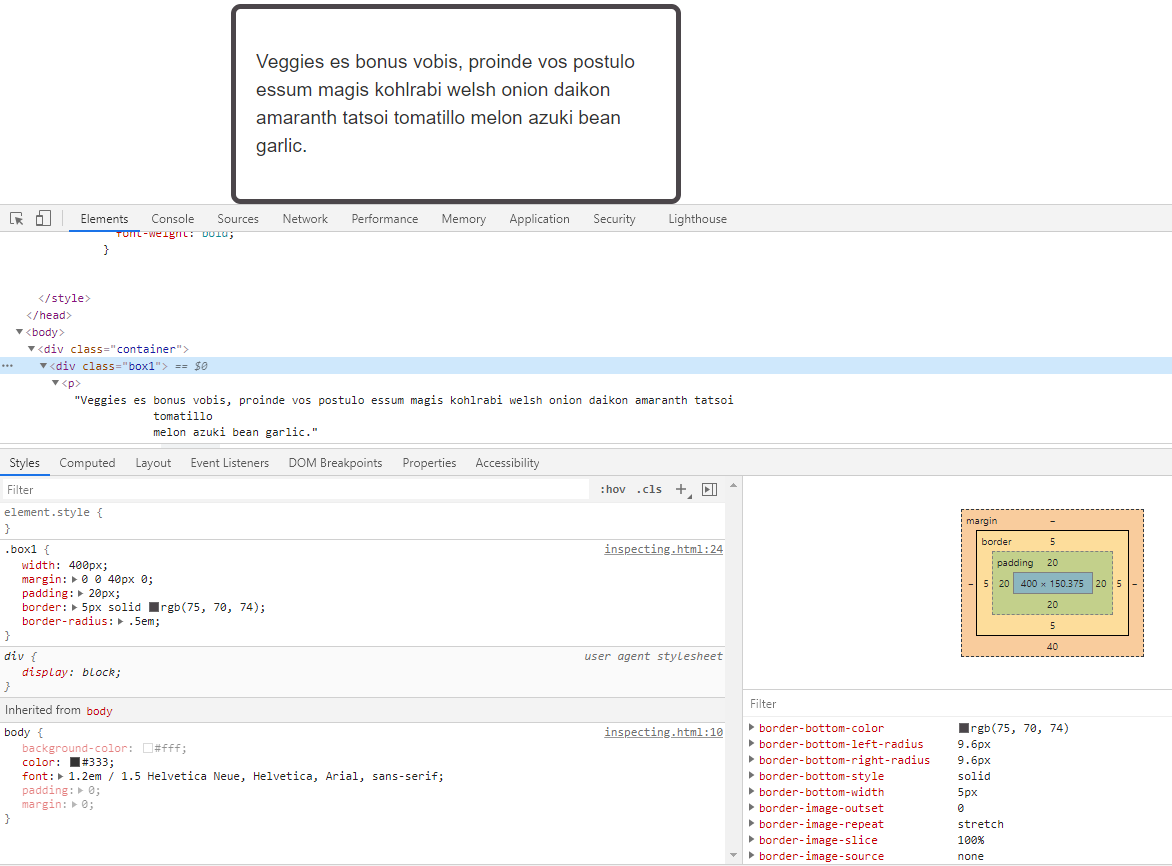 Veggies es bonus vobis, proinde vos postulo
essum magis kohlrabi welsh onion daikon
amaranth tatsoi tomatillo melon azuki bean
garlic.
Elements Console Sources Network Performance Memory Application Security Lighthouse
font-weight: bold;
}
</style>
</head>
▼<body>
▼<div class="container">
… ▼<div class="box1"> == $0
▼<p>
"Veggies es bonus vobis, proinde vos postulo essum magis kohlrabi welsh onion daikon amaranth tatsoi
tomatillo
melon azuki bean garlic."
Styles Computed Layout Event Listeners DOM Breakpoints Properties Accessibility
Filter :hov .cls +
element.style {
}
.box1 { inspecting.html:24
width: 400px;
margin: ▶ 0 0 40px 0;
padding: ▶ 20px;
border: ▶ 5px solid rgb(75, 70, 74);
border-radius: ▶ .5em;
}
div { user agent stylesheet
display: block;
}
Inherited from body
body { inspecting.html:10
background-color: #fff;
color: #333;
font: ▶ 1.2em / 1.5 Helvetica Neue, Helvetica, Arial, sans-serif;
padding: ▶ 0;
margin: ▶ 0;
}
margin –
border 5
padding 20
– 5 20 400 × 150.375 20 5 –
20
5
40
Filter
▶ border-bottom-color rgb(75, 70, 74)
▶ border-bottom-left-radius 9.6px
▶ border-bottom-right-radius 9.6px
▶ border-bottom-style solid
▶ border-bottom-width 5px
▶ border-image-outset 0
▶ border-image-repeat stretch
▶ border-image-slice 100%
▶ border-image-source none